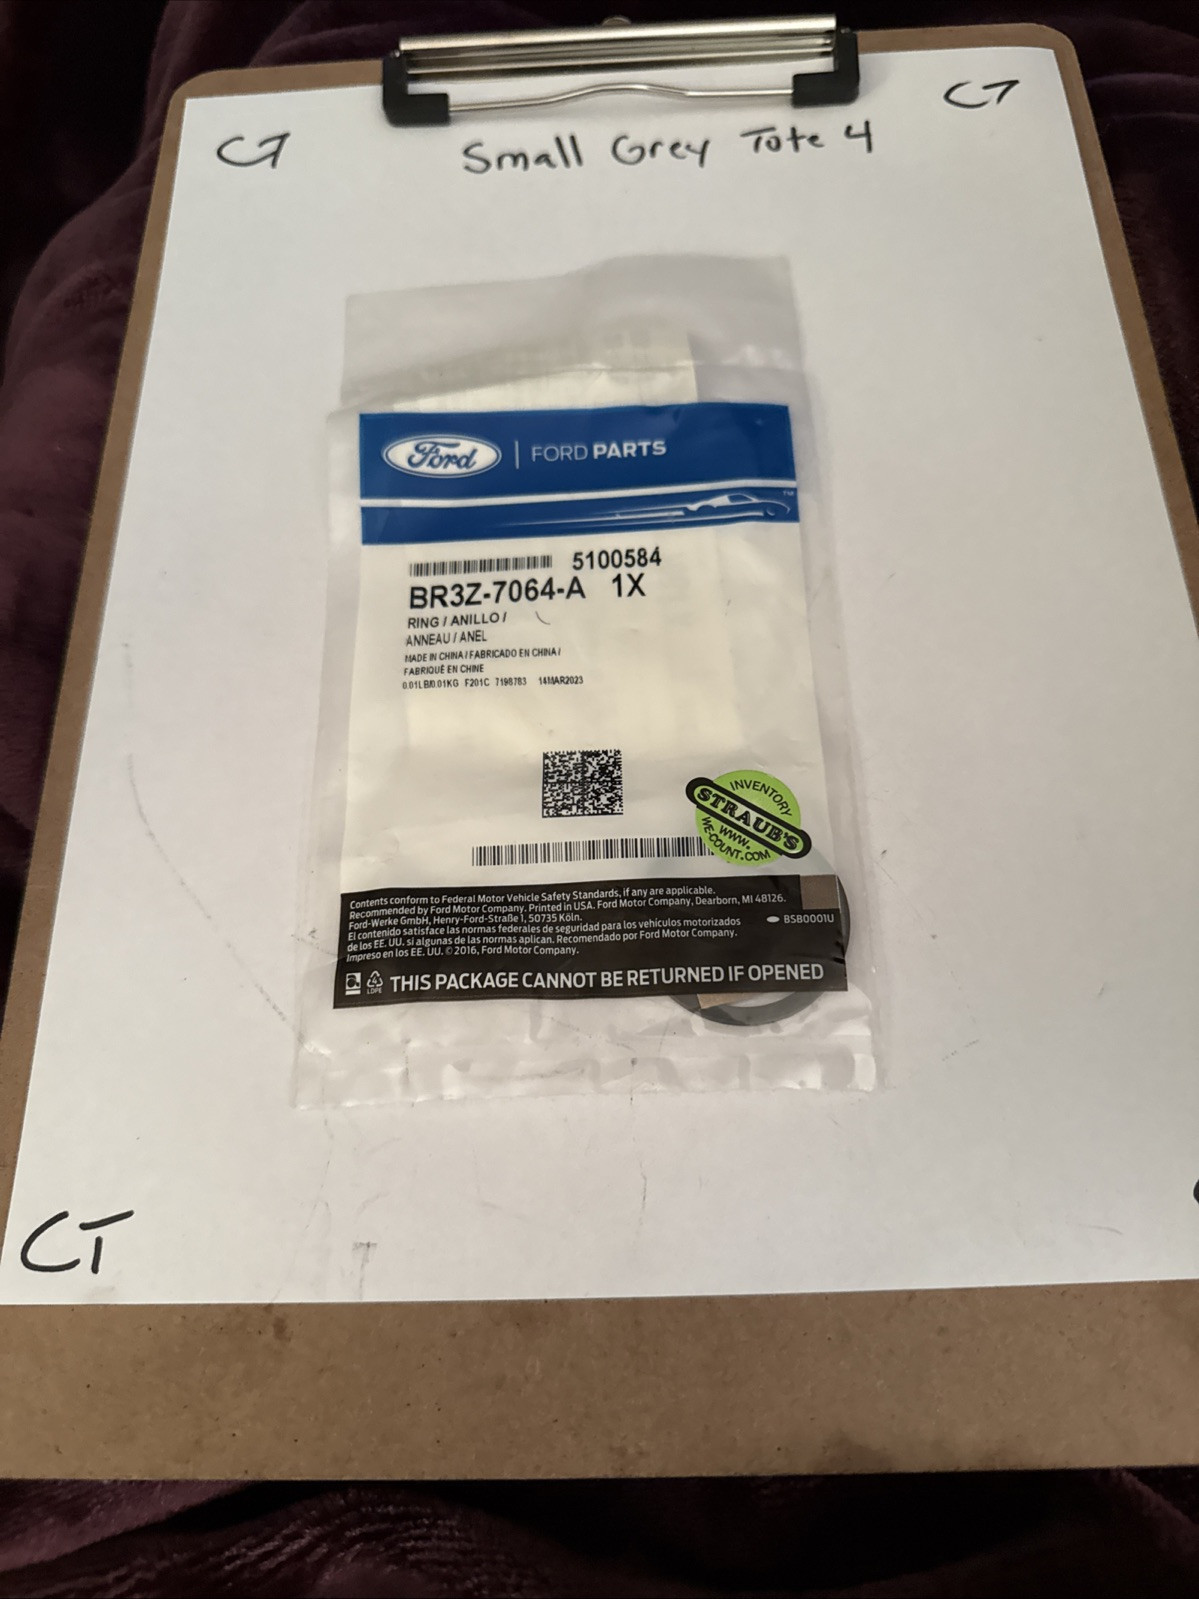 CT
CT
Small Grey Tote 4
Ford | FORD PARTS
TM
5100584
BR3Z-7064-A 1X
RING / ANILLO /
ANNEAU / ANEL
MADE IN CHINA / FABRICADO EN CHINA /
FABRIQUÉ EN CHINE
0.01LB/0.01KG F201C 7198783 14MAR2023
INVENTORY
STRAUB'S
WWW.
WE-COUNT.COM
Contents conform to Federal Motor Vehicle Safety Standards, if any are applicable.
Recommended by Ford Motor Company. Printed in USA. Ford Motor Company, Dearborn, MI 48126.
Ford-Werke GmbH, Henry-Ford-Straße 1, 50735 Köln.
El contenido satisface las normas federales de seguridad para los vehículos motorizados
de los EE. UU. si algunas de las normas aplican. Recomendado por Ford Motor Company.
Impreso en los EE. UU. © 2016, Ford Motor Company.
BSB0001U
4
LDPE
THIS PACKAGE CANNOT BE RETURNED IF OPENED
CT